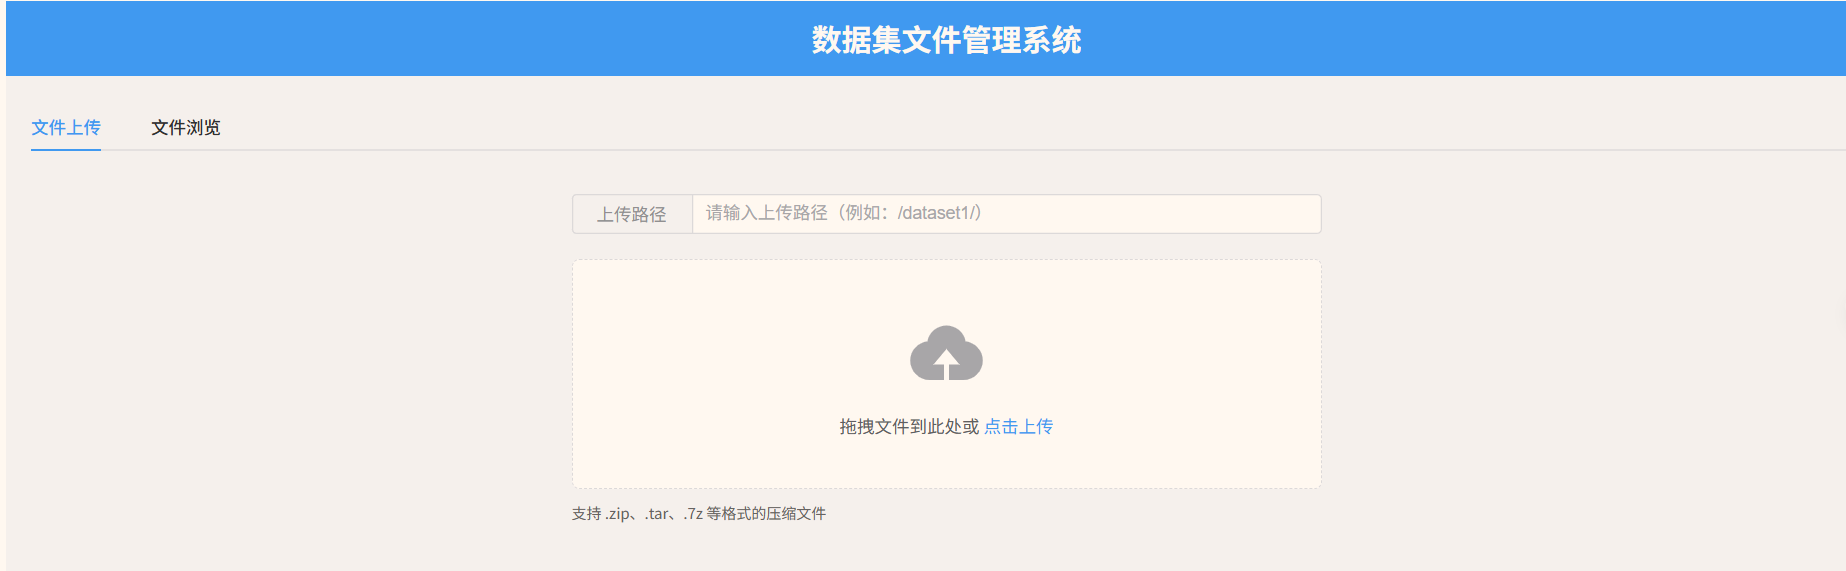 数据集文件管理系统
文件上传 文件浏览
上传路径 请输入上传路径（例如：/dataset1/）
拖拽文件到此处或 点击上传
支持 .zip、.tar、.7z 等格式的压缩文件